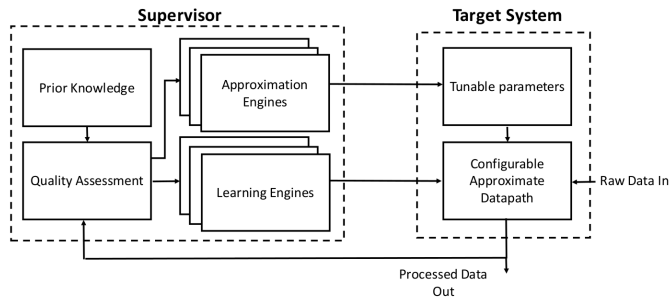 Supervisor
Target System
Prior Knowledge
Approximation
Engines
Tunable parameters
Quality Assessment
Learning Engines
Configurable
Approximate
Datapath
Raw Data In
Processed Data
Out